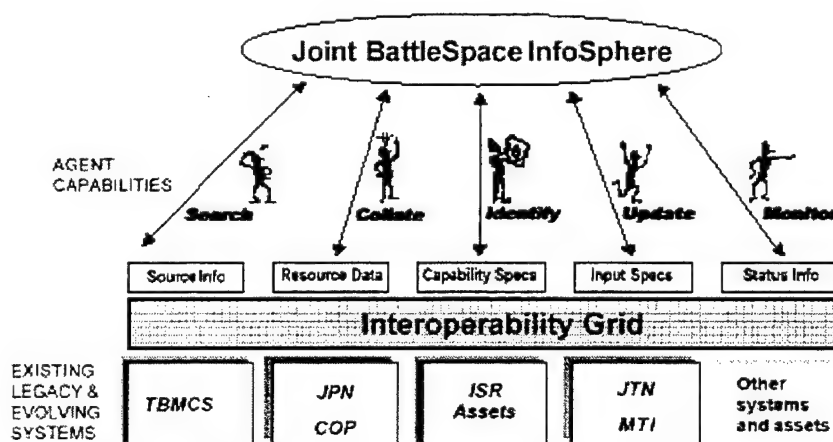 Joint BattleSpace InfoSphere
AGENT
CAPABILITIES
Search
Collate
Identify
Update
Monitor
Source Info
Resource Data
Capability Specs
Input Specs
Status Info
Interoperability Grid
EXISTING
LEGACY &
EVOLVING
SYSTEMS
TBMCS
JPN
COP
ISR
Assets
JTN
MTI
Other
systems
and assets